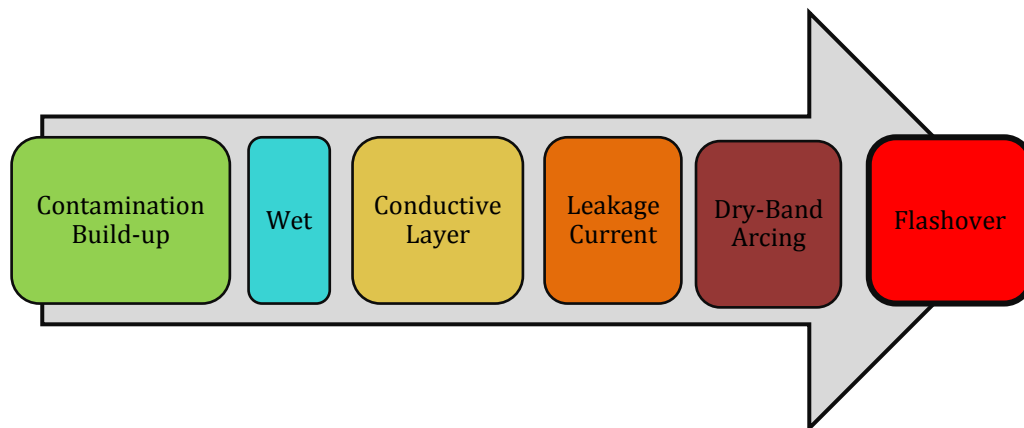 Contamination
Build-up
Wet
Conductive
Layer
Leakage
Current
Dry-Band
Arcing
Flashover